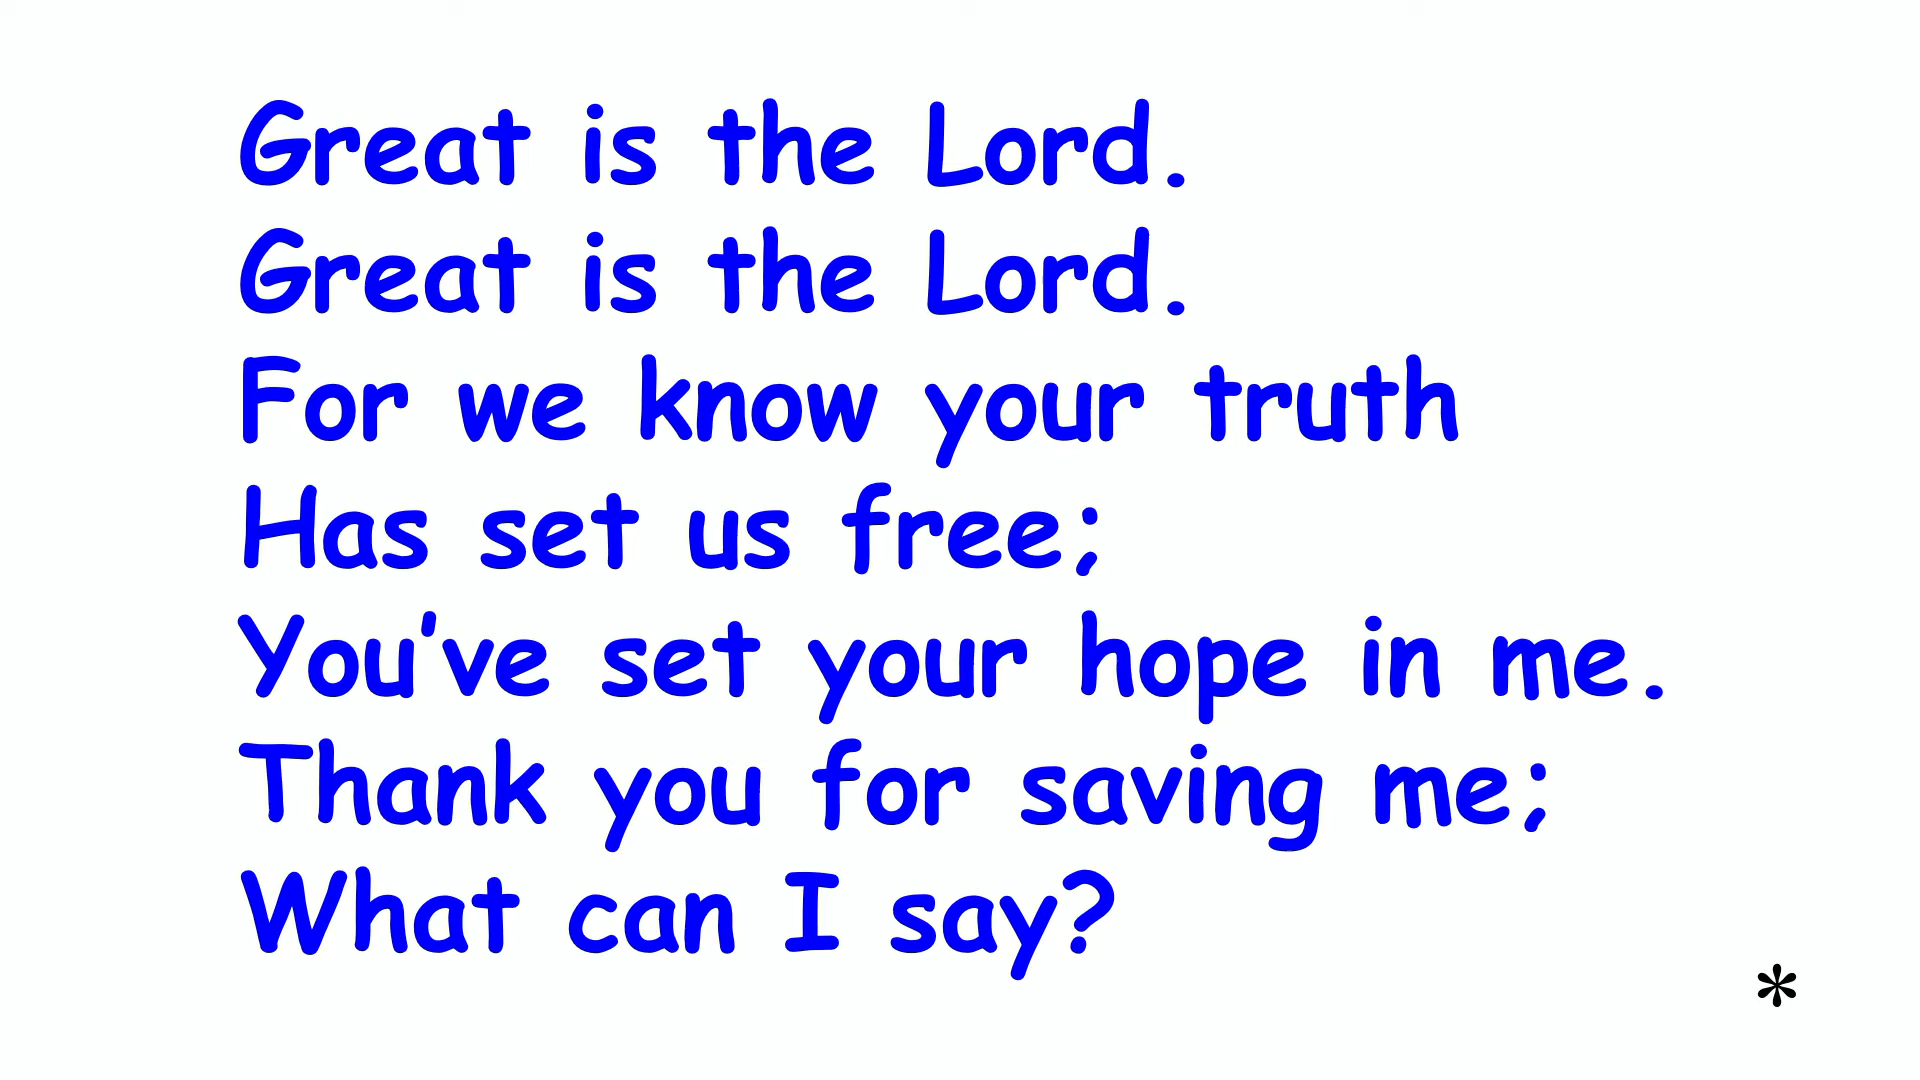 Great is the Lord.
Great is the Lord.
For we know your truth
Has set us free;
You've set your hope in me.
Thank you for saving me;
What can I say?
*